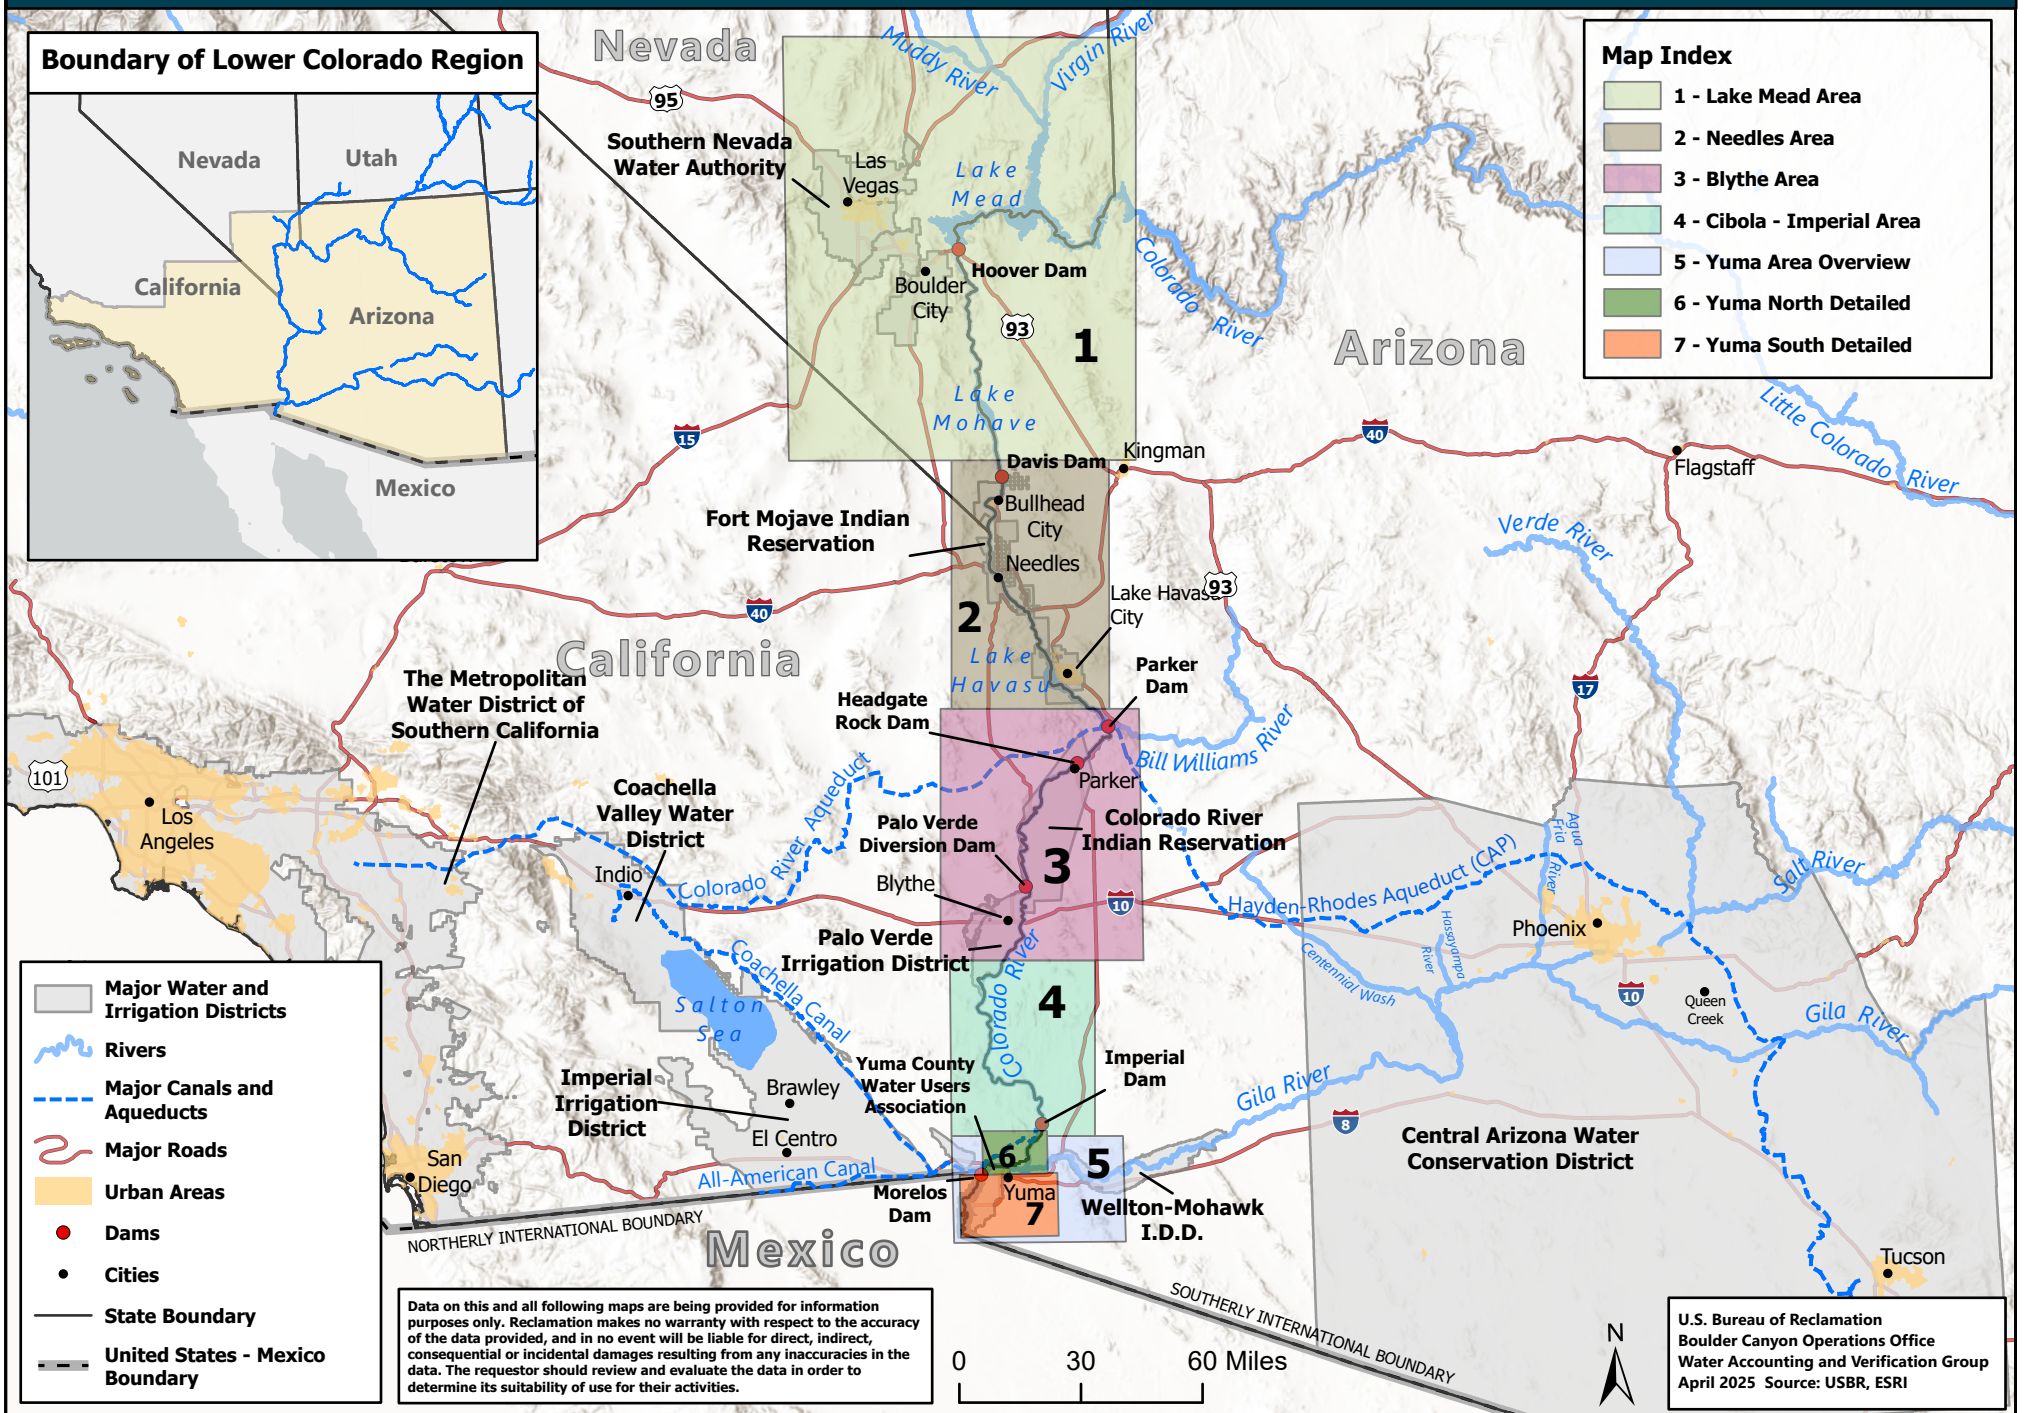 Boundary of Lower Colorado Region
Nevada
Utah
California
Arizona
Mexico
Map Index
1 - Lake Mead Area
2 - Needles Area
3 - Blythe Area
4 - Cibola - Imperial Area
5 - Yuma Area Overview
6 - Yuma North Detailed
7 - Yuma South Detailed
Nevada
95
Muddy River
Virgin River
Southern Nevada
Water Authority
Las
Vegas
Lake
Mead
Hoover Dam
Boulder
City
93
1
Colorado River
Arizona
Lake
Mohave
15
40
Kingman
Flagstaff
Little Colorado River
Davis Dam
Bullhead
City
Fort Mojave Indian
Reservation
Needles
Verde River
40
2
Lake Havasu
City
93
California
Lake
Havasu
Parker
Dam
17
The Metropolitan
Water District of
Southern California
Headgate
Rock Dam
Bill Williams River
101
Los
Angeles
Coachella
Valley Water
District
Colorado River Aqueduct
Parker
Palo Verde
Diversion Dam
Colorado River
Indian Reservation
3
Indio
Blythe
10
Hayden-Rhodes Aqueduct (CAP)
Agua
Fria
River
Salt River
Phoenix
Hassayampa
River
Centennial Wash
Palo Verde
Irrigation District
Coachella Canal
Salton
Sea
Colorado River
4
10
Queen
Creek
Gila River
Imperial
Irrigation
District
Brawley
El Centro
Yuma County
Water Users
Association
Imperial
Dam
Gila River
8
Central Arizona Water
Conservation District
6
5
All-American Canal
Morelos
Dam
Yuma
7
Wellton-Mohawk
I.D.D.
San
Diego
NORTHERLY INTERNATIONAL BOUNDARY
Mexico
SOUTHERLY INTERNATIONAL BOUNDARY
Tucson
Major Water and
Irrigation Districts
Rivers
Major Canals and
Aqueducts
Major Roads
Urban Areas
Dams
Cities
State Boundary
United States - Mexico
Boundary
Data on this and all following maps are being provided for information
purposes only. Reclamation makes no warranty with respect to the accuracy
of the data provided, and in no event will be liable for direct, indirect,
consequential or incidental damages resulting from any inaccuracies in the
data. The requestor should review and evaluate the data in order to
determine its suitability of use for their activities.
0 30 60 Miles
N
U.S. Bureau of Reclamation
Boulder Canyon Operations Office
Water Accounting and Verification Group
April 2025 Source: USBR, ESRI